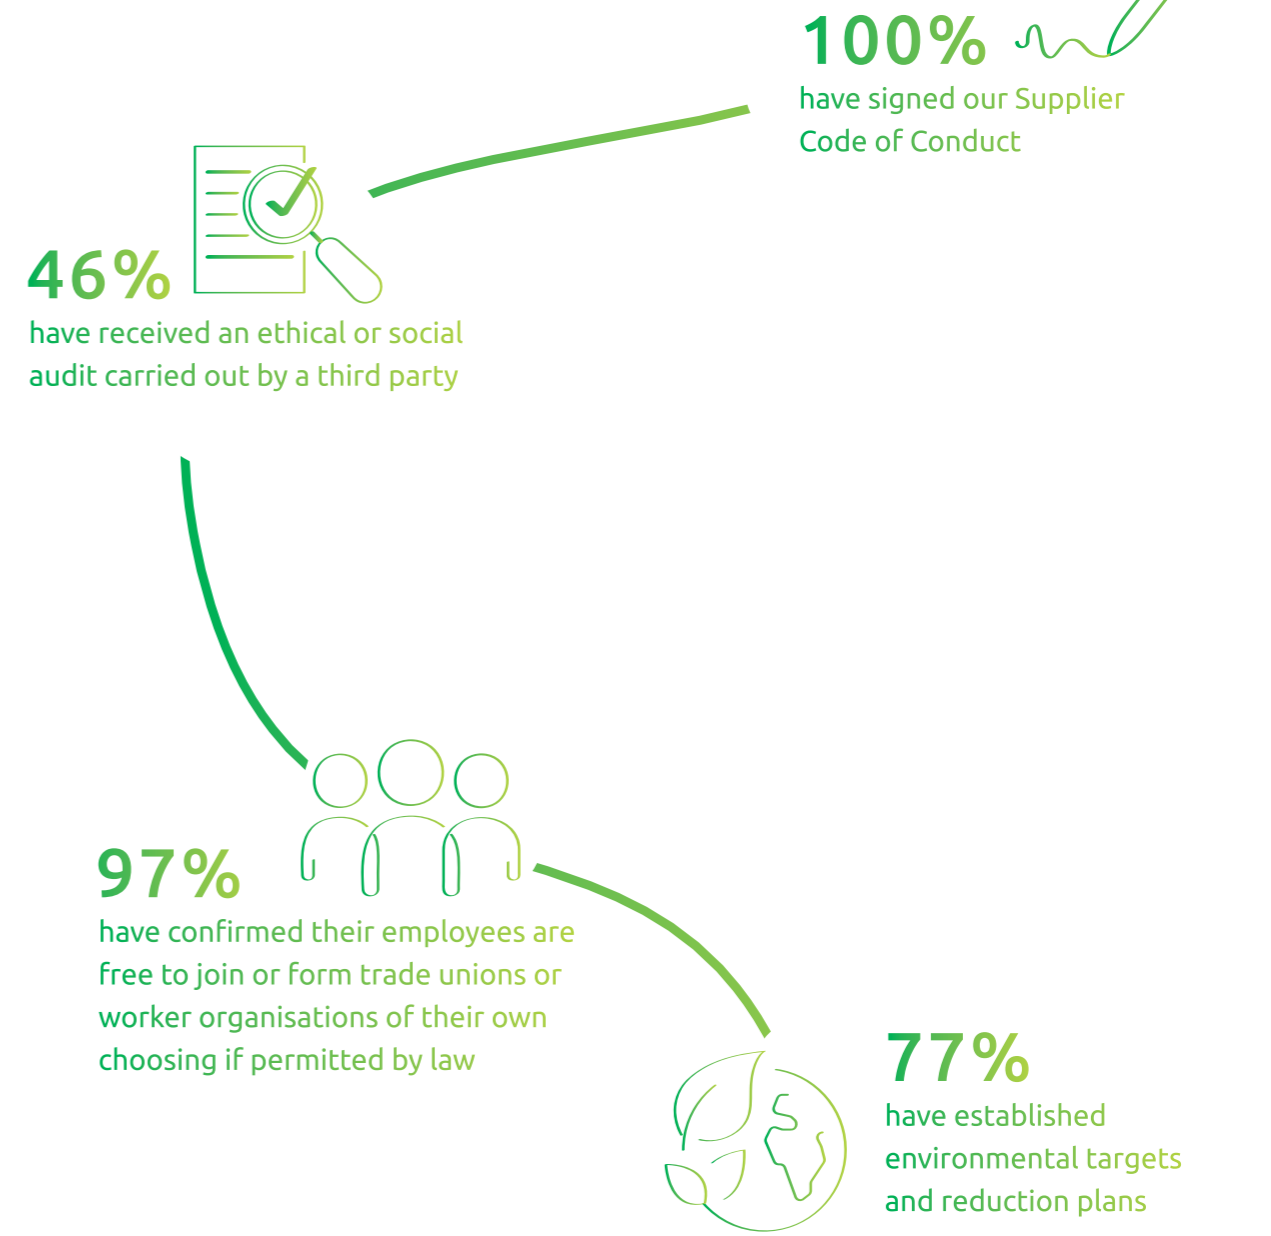 100%
have signed our Supplier
Code of Conduct
46%
have received an ethical or social
audit carried out by a third party
97%
have confirmed their employees are
free to join or form trade unions or
worker organisations of their own
choosing if permitted by law
77%
have established
environmental targets
and reduction plans